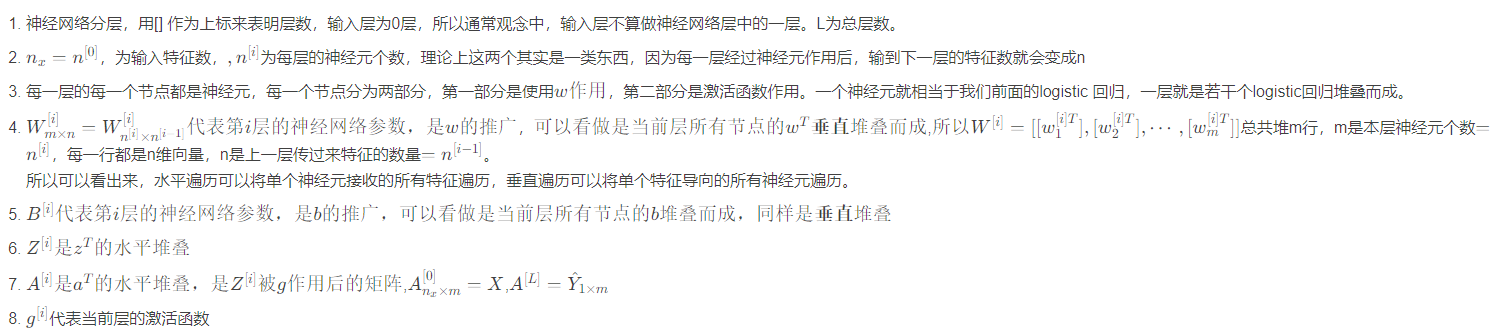 1. 神经网络分层，用[] 作为上标来表明层数，输入层为0层，所以通常观念中，输入层不算做神经网络层中的一层。L为总层数。
2. $n_x = n^{[0]}$，为输入特征数，, $n^{[i]}$为每层的神经元个数，理论上这两个其实是一类东西，因为每一层经过神经元作用后，输到下一层的特征数就会变成n
3. 每一层的每一个节点都是神经元，每一个节点分为两部分，第一部分是使用$w$作用，第二部分是激活函数作用。一个神经元就相当于我们前面的logistic 回归，一层就是若干个logistic回归堆叠而成。
4. $W^{[i]}_{m \times n} = W^{[i]}_{n^{[i]} \times n^{[i-1]}}$代表第$i$层的神经网络参数，是$w$的推广，可以看做是当前层所有节点的$w^T$垂直堆叠而成,所以$W^{[i]} = [[w_1^{[i]T}], [w_2^{[i]T}], \cdots, [w_m^{[i]T}]]$总共堆m行，m是本层神经元个数$=$
$n^{[i]}$，每一行都是n维向量，n是上一层传过来特征的数量$= n^{[i-1]}$。
所以可以看出来，水平遍历可以将单个神经元接收的所有特征遍历，垂直遍历可以将单个特征导向的所有神经元遍历。
5. $B^{[i]}$代表第$i$层的神经网络参数，是$b$的推广，可以看做是当前层所有节点的$b$堆叠而成，同样是垂直堆叠
6. $Z^{[i]}$是$z^T$的水平堆叠
7. $A^{[i]}$是$a^T$的水平堆叠，是$Z^{[i]}$被$g$作用后的矩阵,$A^{[0]}_{n_x \times m} = X$,$A^{[L]} = \hat{Y}_{1 \times m}$
8. $g^{[i]}$代表当前层的激活函数